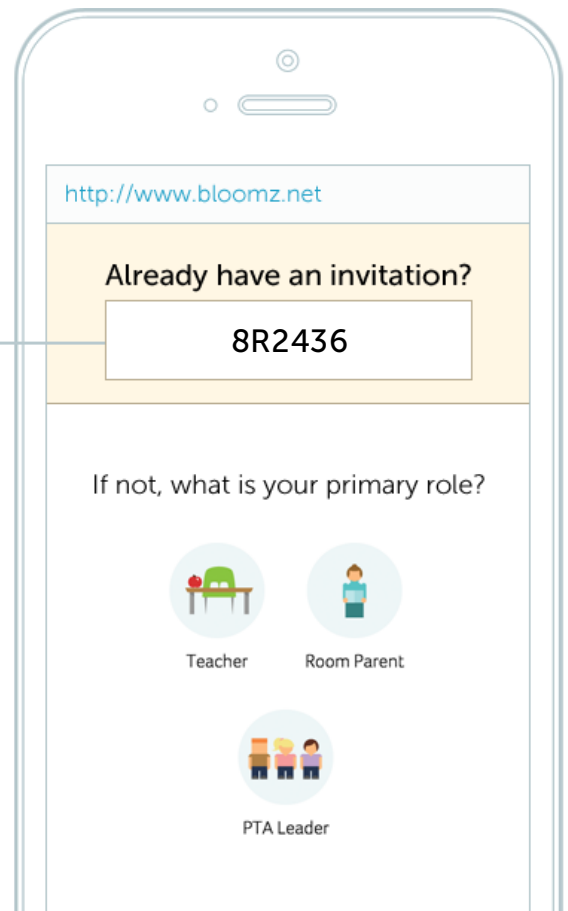 http://www.bloomz.net
Already have an invitation?
8R2436
If not, what is your primary role?
Teacher
Room Parent
PTA Leader